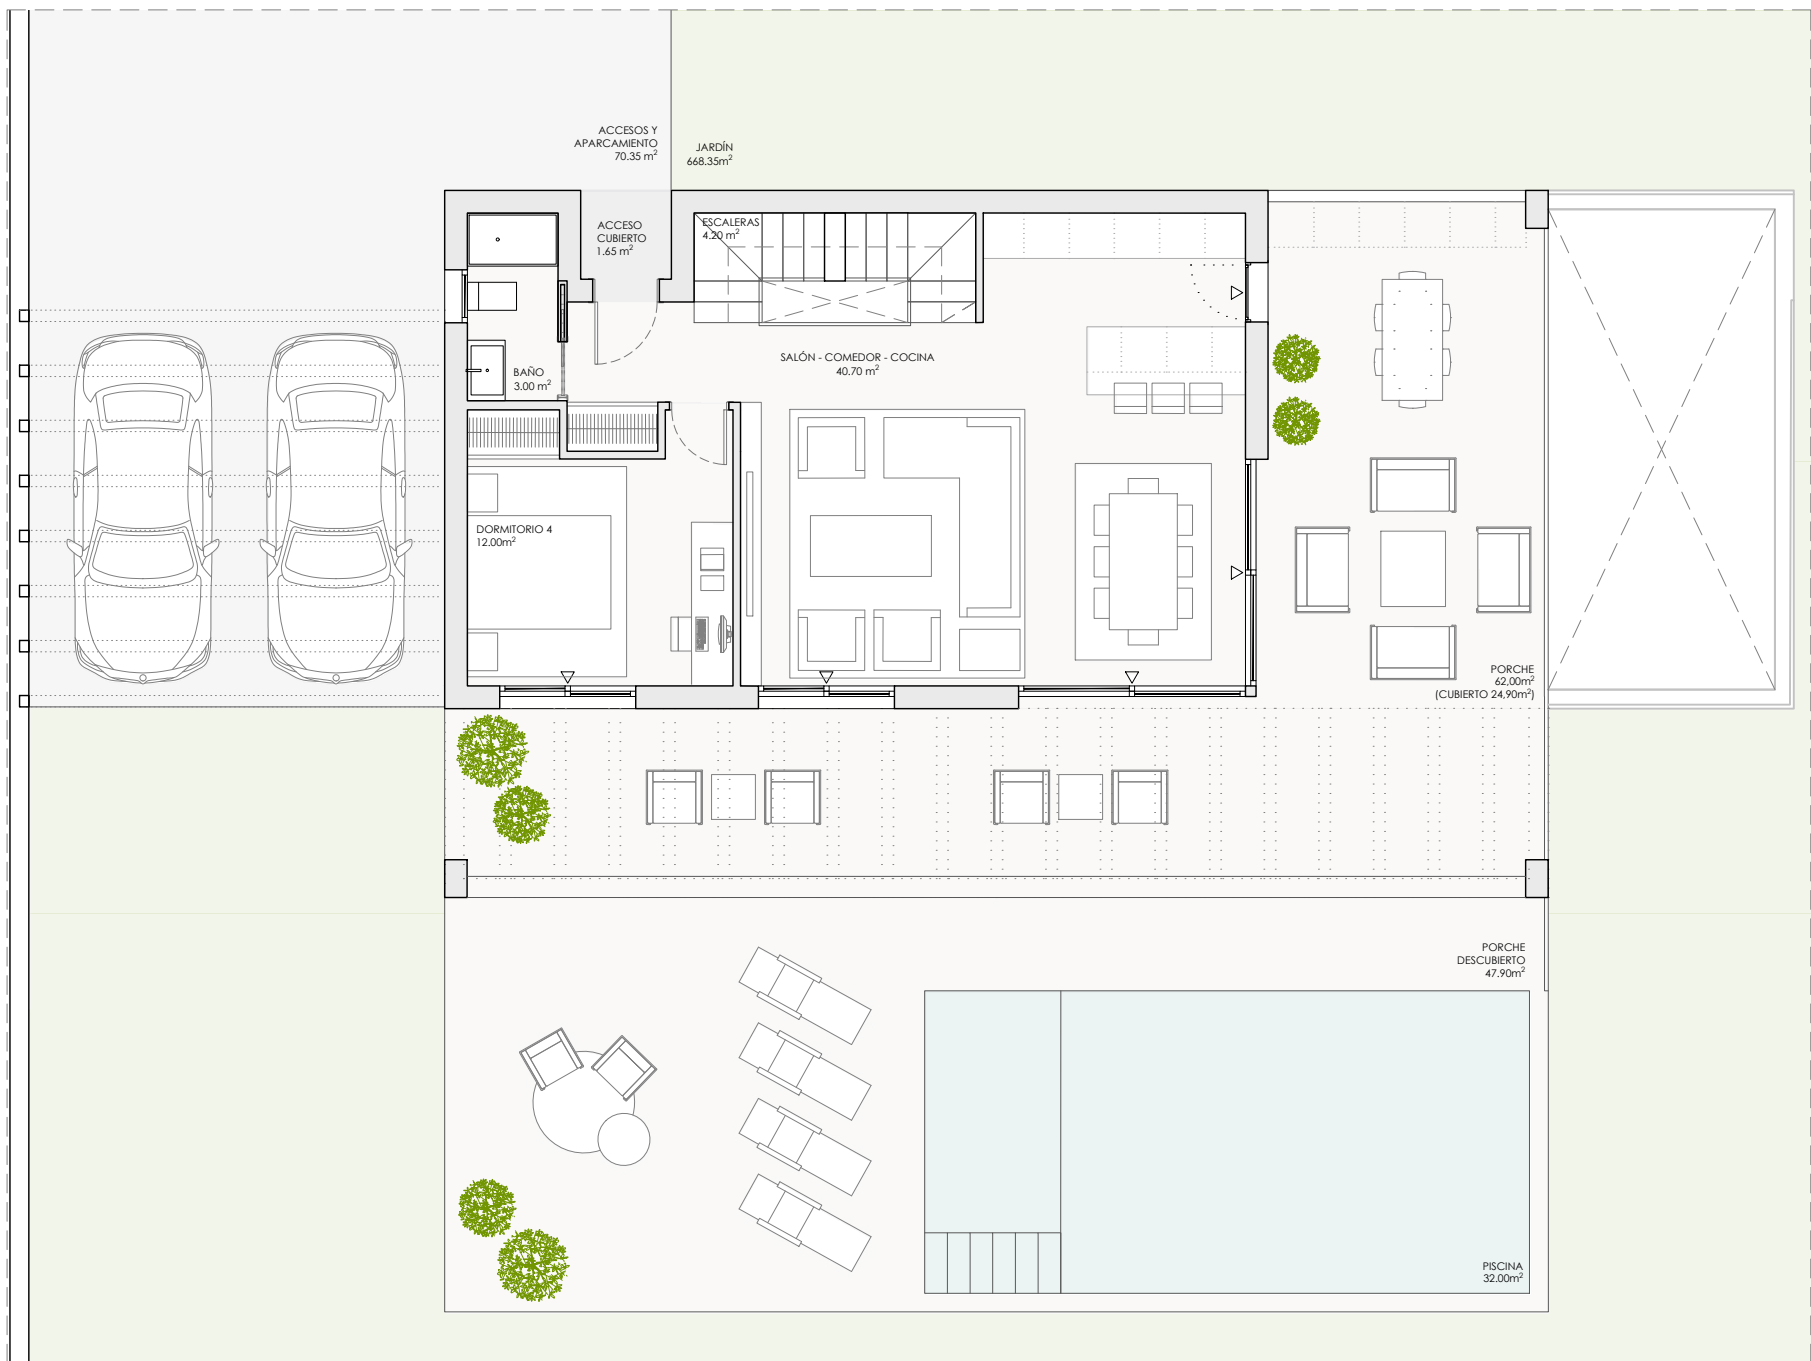 ACCESOS Y
APARCAMIENTO
70.35 m²
JARDÍN
668.35m²
ACCESO
CUBIERTO
1.65 m²
ESCALERAS
4.20 m²
SALÓN - COMEDOR - COCINA
40.70 m²
BAÑO
3.00 m²
DORMITORIO 4
12.00m²
PORCHE
62,00m²
(CUBIERTO 24,90m²)
PORCHE
DESCUBIERTO
47.90m²
PISCINA
32.00m²